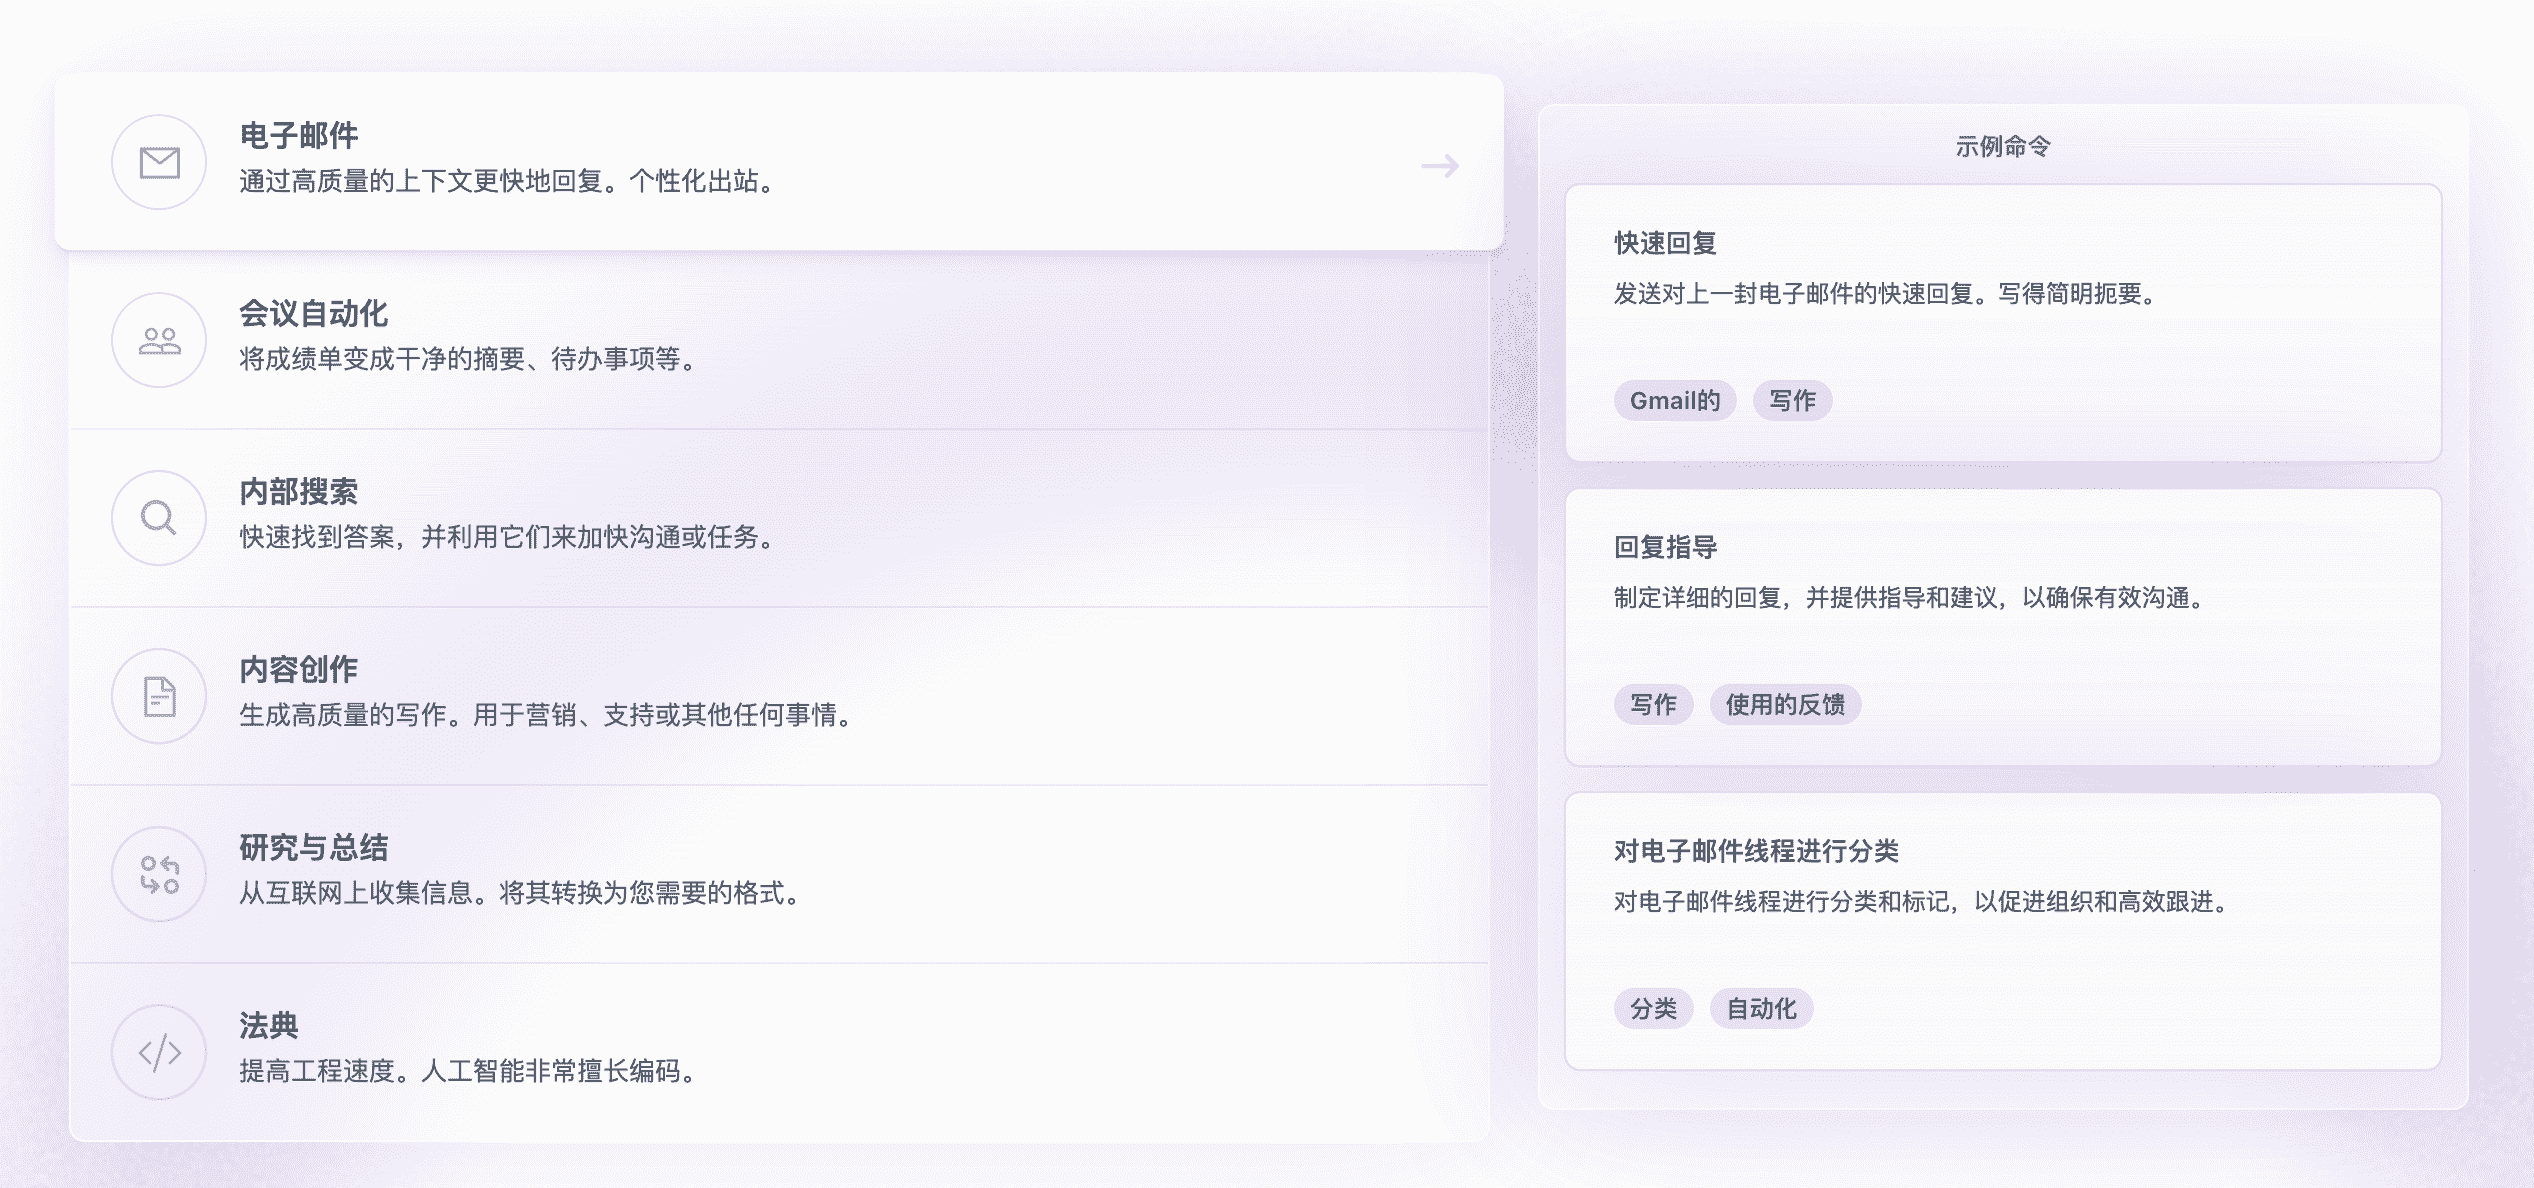 电子邮件
通过高质量的上下文更快地回复。个性化出站。
会议自动化
将成绩单变成干净的摘要、待办事项等。
内部搜索
快速找到答案，并利用它们来加快沟通或任务。
内容创作
生成高质量的写作。用于营销、支持或其他任何事情。
研究与总结
从互联网上收集信息。将其转换为您需要的格式。
法典
提高工程速度。人工智能非常擅长编码。
示例命令
快速回复
发送对上一封电子邮件的快速回复。写得简明扼要。
Gmail的 写作
回复指导
制定详细的回复，并提供指导和建议，以确保有效沟通。
写作 使用的反馈
对电子邮件线程进行分类
对电子邮件线程进行分类和标记，以促进组织和高效跟进。
分类 自动化